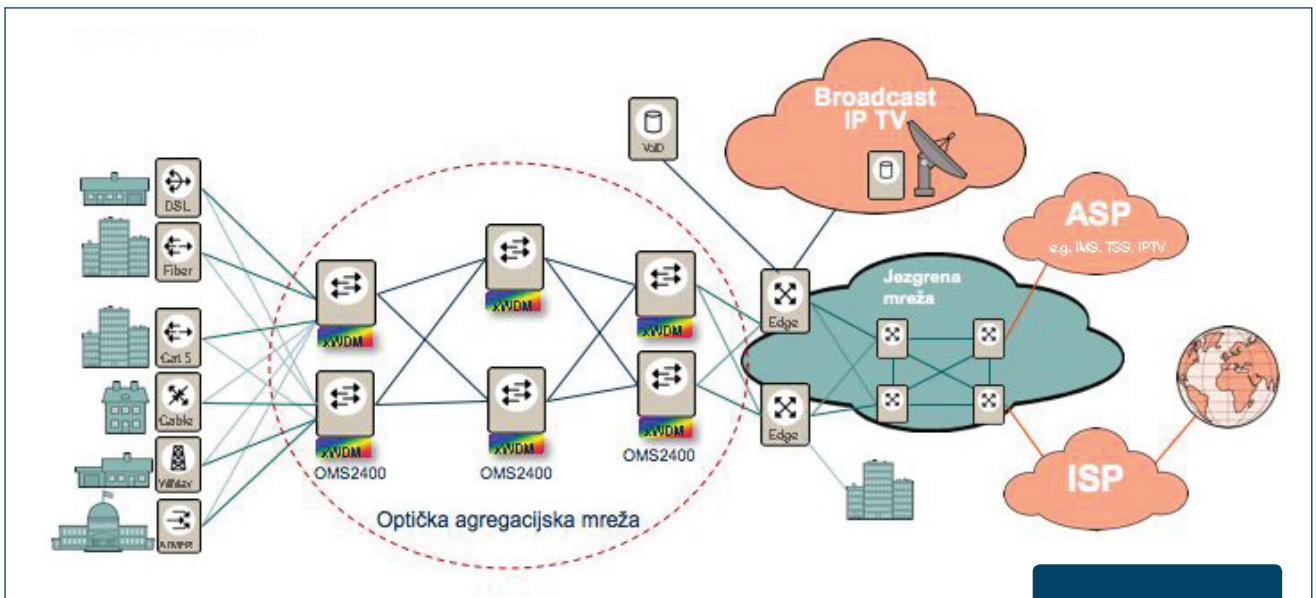 DSL
Fiber
Cat 5
Cable
xWDM
xWDM
OMS2400
xWDM
xWDM
OMS2400
xWDM
xWDM
OMS2400
Optička agregacijska mreža
VoD
Broadcast
IP TV
Edge
Edge
Jezgrena
mreža
ASP
e.g. IMS, TSS, IPTV
ISP